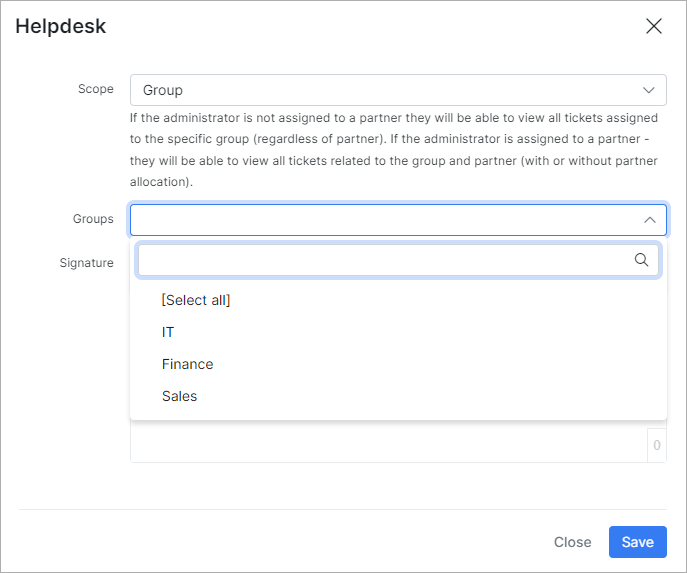 Helpdesk
Scope
Group
If the administrator is not assigned to a partner they will be able to view all tickets assigned
to the specific group (regardless of partner). If the administrator is assigned to a partner -
they will be able to view all tickets related to the group and partner (with or without partner
allocation).
Groups
Signature
[Select all]
IT
Finance
Sales
0
Close
Save